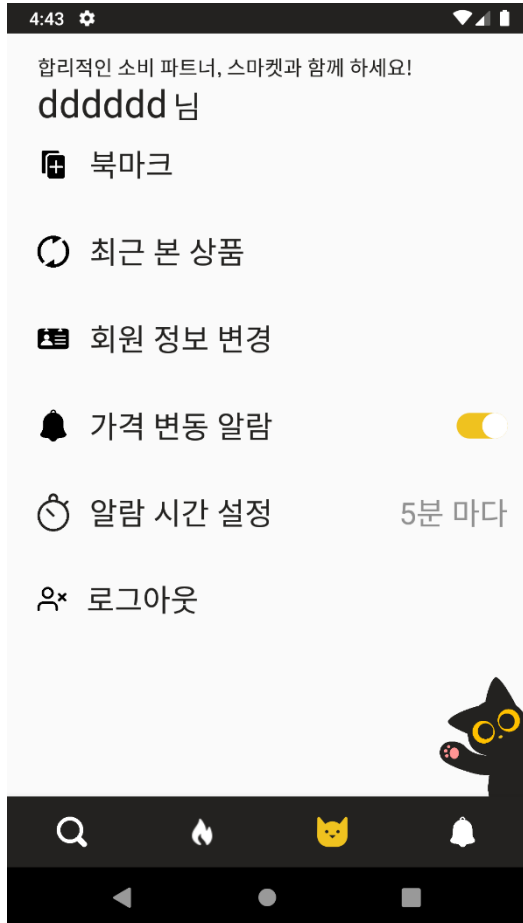 4:43
합리적인 소비 파트너, 스마켓과 함께 하세요!
dddddd 님
북마크
최근 본 상품
회원 정보 변경
가격 변동 알람
알람 시간 설정 5분 마다
로그아웃